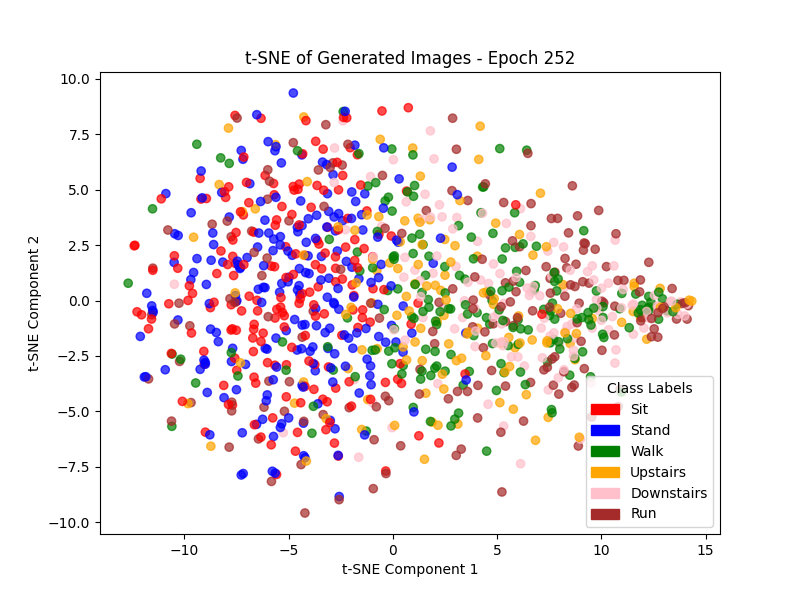 t-SNE of Generated Images - Epoch 252
t-SNE Component 2
10.0
7.5
5.0
2.5
0.0
−2.5
−5.0
−7.5
−10.0
Class Labels
Sit
Stand
Walk
Upstairs
Downstairs
Run
−10 −5 0 5 10 15
t-SNE Component 1